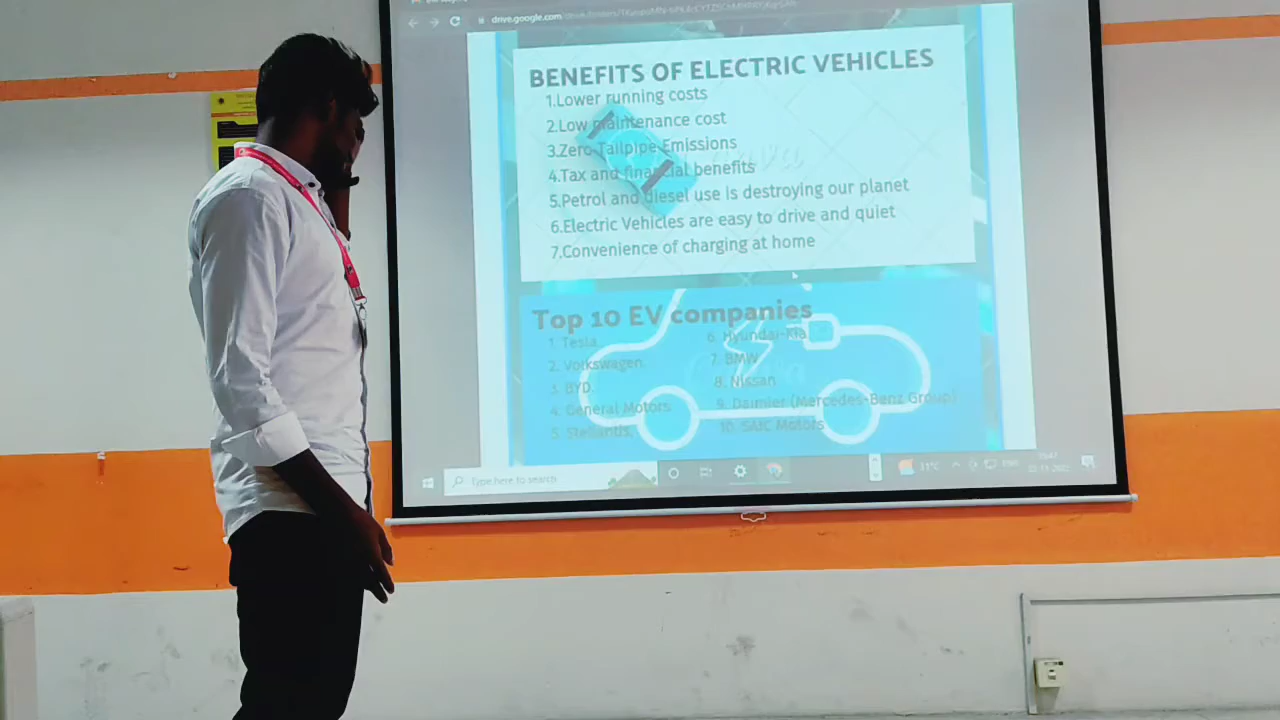 drive.google.com
BENEFITS OF ELECTRIC VEHICLES
1.Lower running costs
2.Low maintenance cost
3.Zero Tailpipe Emissions
4.Tax and financial benefits
5.Petrol and diesel use is destroying our planet
6.Electric Vehicles are easy to drive and quiet
7.Convenience of charging at home
Top 10 EV companies
1. Tesla
2. Volkswagen
3. BYD.
4. General Motors
5. Stellantis.
6. Hyundai-Kia
7. BMW
8. Nissan
9. Daimler (Mercedes-Benz Group)
10. SAIC Motors
Type here to search
31°C